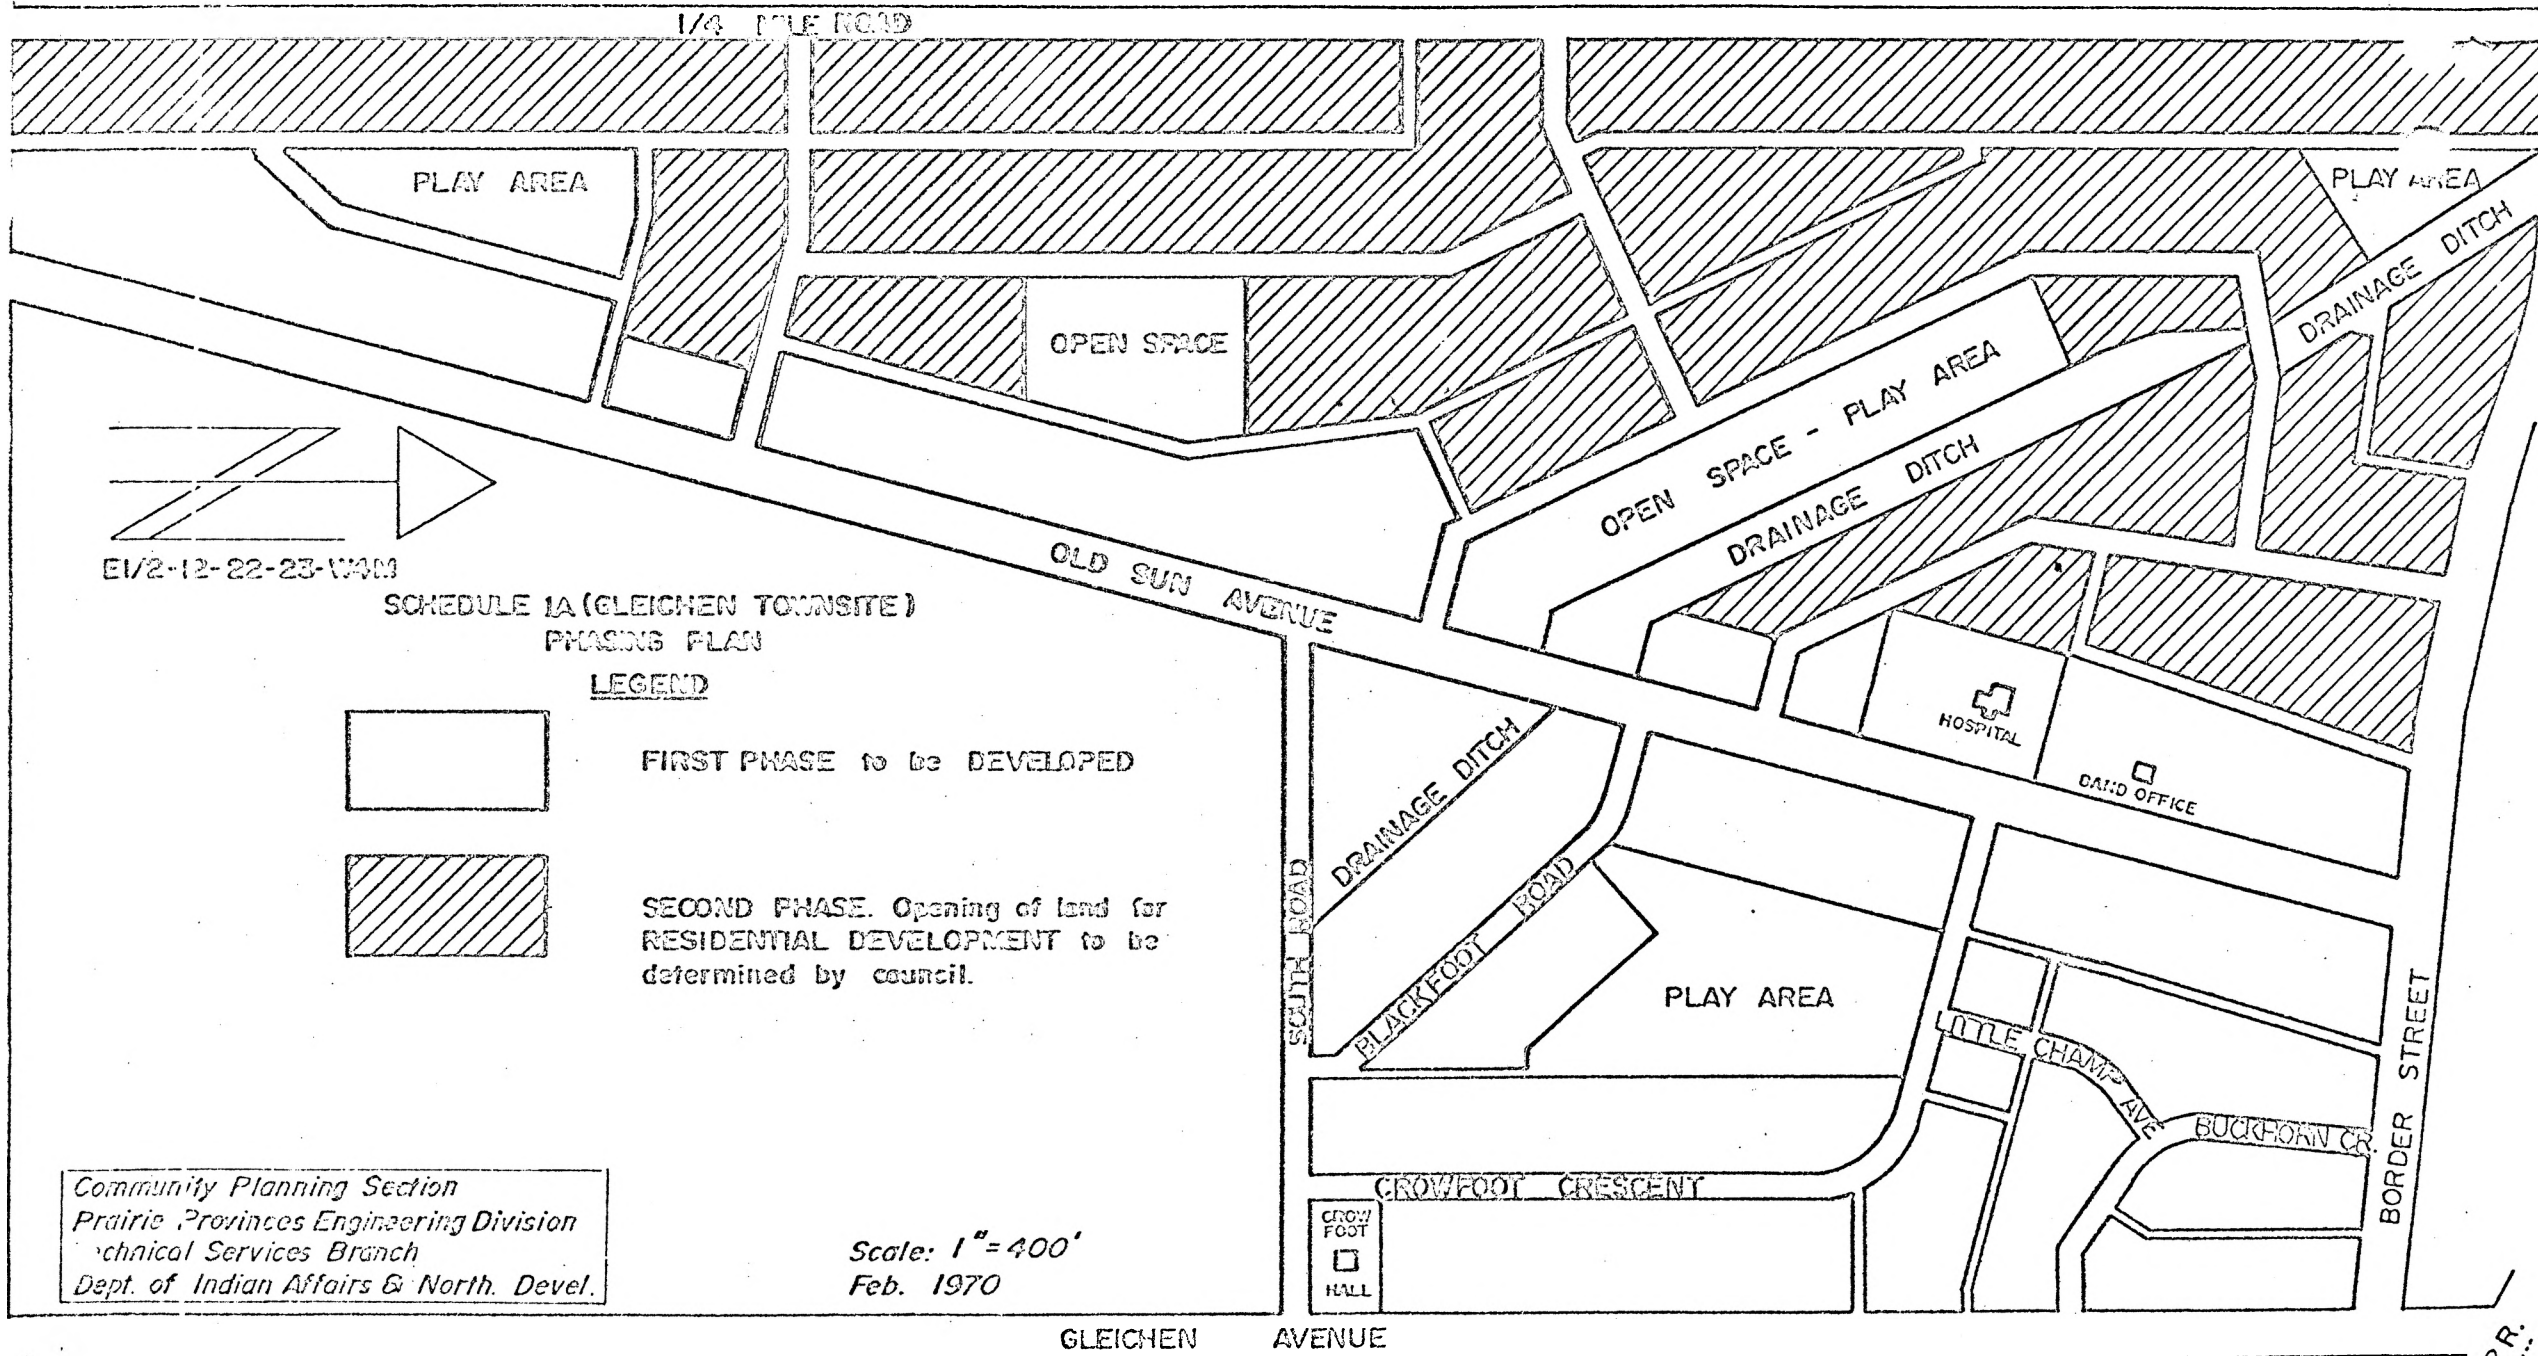 1/4 MILE ROAD
PLAY AREA
PLAY AREA
DRAINAGE DITCH
OPEN SPACE
OPEN SPACE - PLAY AREA
DRAINAGE DITCH
E1/2-12-22-23-W4M
OLD SUN AVENUE
SCHEDULE 1A (GLEICHEN TOWNSITE)
PHASING PLAN
LEGEND
FIRST PHASE to be DEVELOPED
SECOND PHASE. Opening of land for
RESIDENTIAL DEVELOPMENT to be
determined by council.
HOSPITAL
BAND OFFICE
DRAINAGE DITCH
SOUTH ROAD
BLACKFOOT ROAD
PLAY AREA
LITTLE CHAMP AVE
BUCKHORN CR.
BORDER STREET
CROWFOOT CRESCENT
CROW
FOOT
HALL
Community Planning Section
Prairie Provinces Engineering Division
chnical Services Branch
Dept. of Indian Affairs & North. Devel.
Scale: 1"=400'
Feb. 1970
GLEICHEN AVENUE